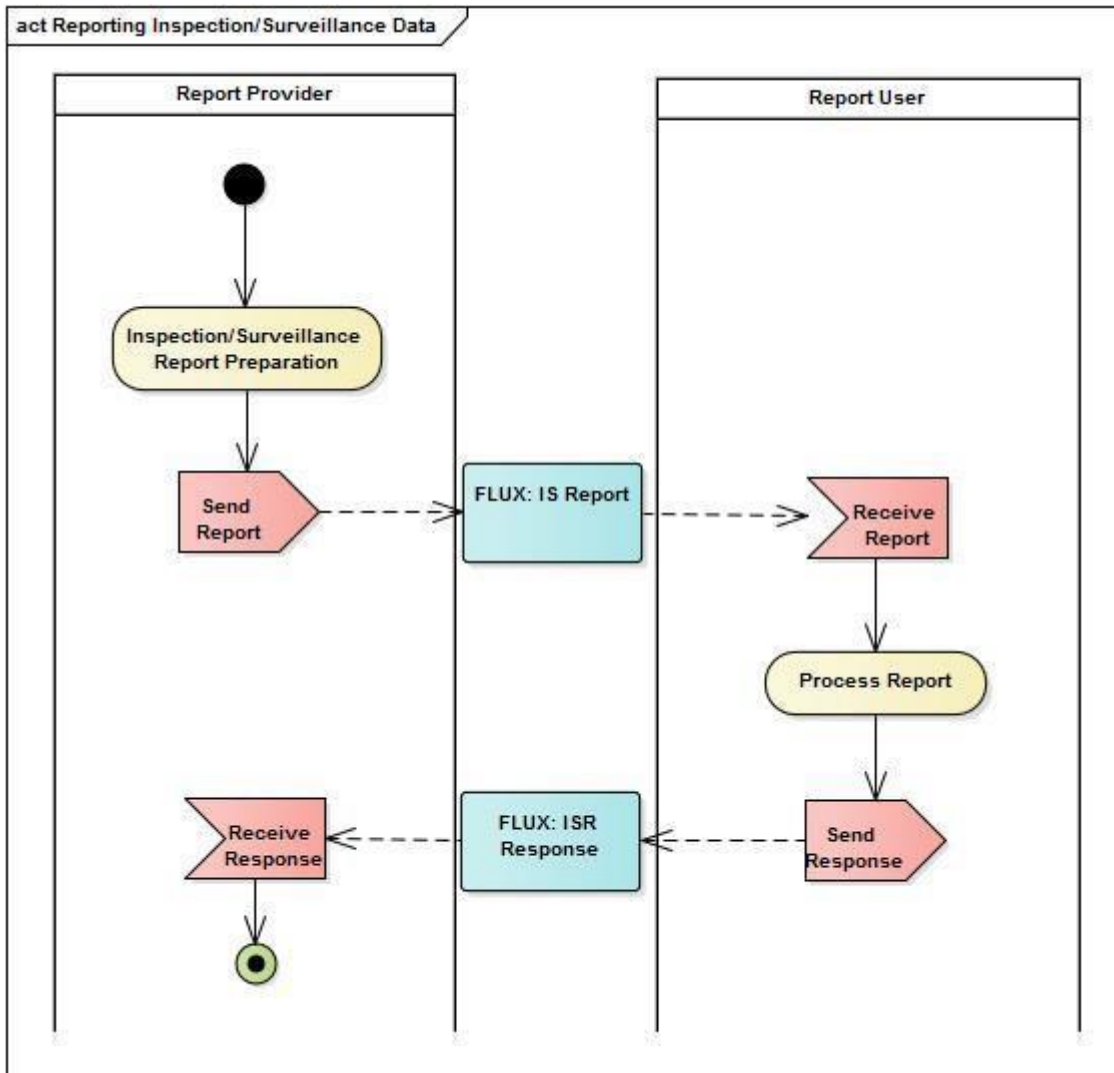 act Reporting Inspection/Surveillance Data
Report Provider
Report User
Inspection/Surveillance
Report Preparation
Send
Report
FLUX: IS Report
Receive
Report
Process Report
Receive
Response
FLUX: ISR
Response
Send
Response